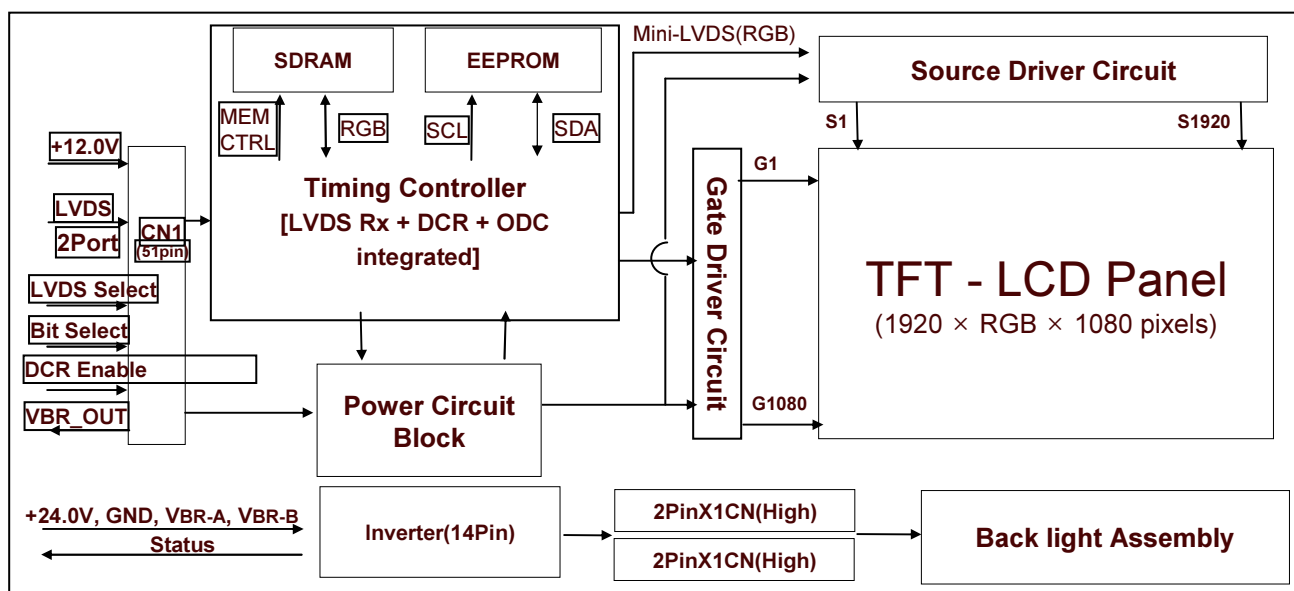 Mini-LVDS(RGB)
SDRAM
EEPROM
Source Driver Circuit
MEM
CTRL
RGB
SCL
SDA
S1
S1920
+12.0V
LVDS
2Port
CN1
(51pin)
Timing Controller
[LVDS Rx + DCR + ODC
integrated]
G1
Gate Driver Circuit
TFT - LCD Panel
(1920 × RGB × 1080 pixels)
LVDS Select
Bit Select
DCR Enable
VBR_OUT
Power Circuit
Block
G1080
+24.0V, GND, VBR-A, VBR-B
Status
Inverter(14Pin)
2PinX1CN(High)
2PinX1CN(High)
Back light Assembly